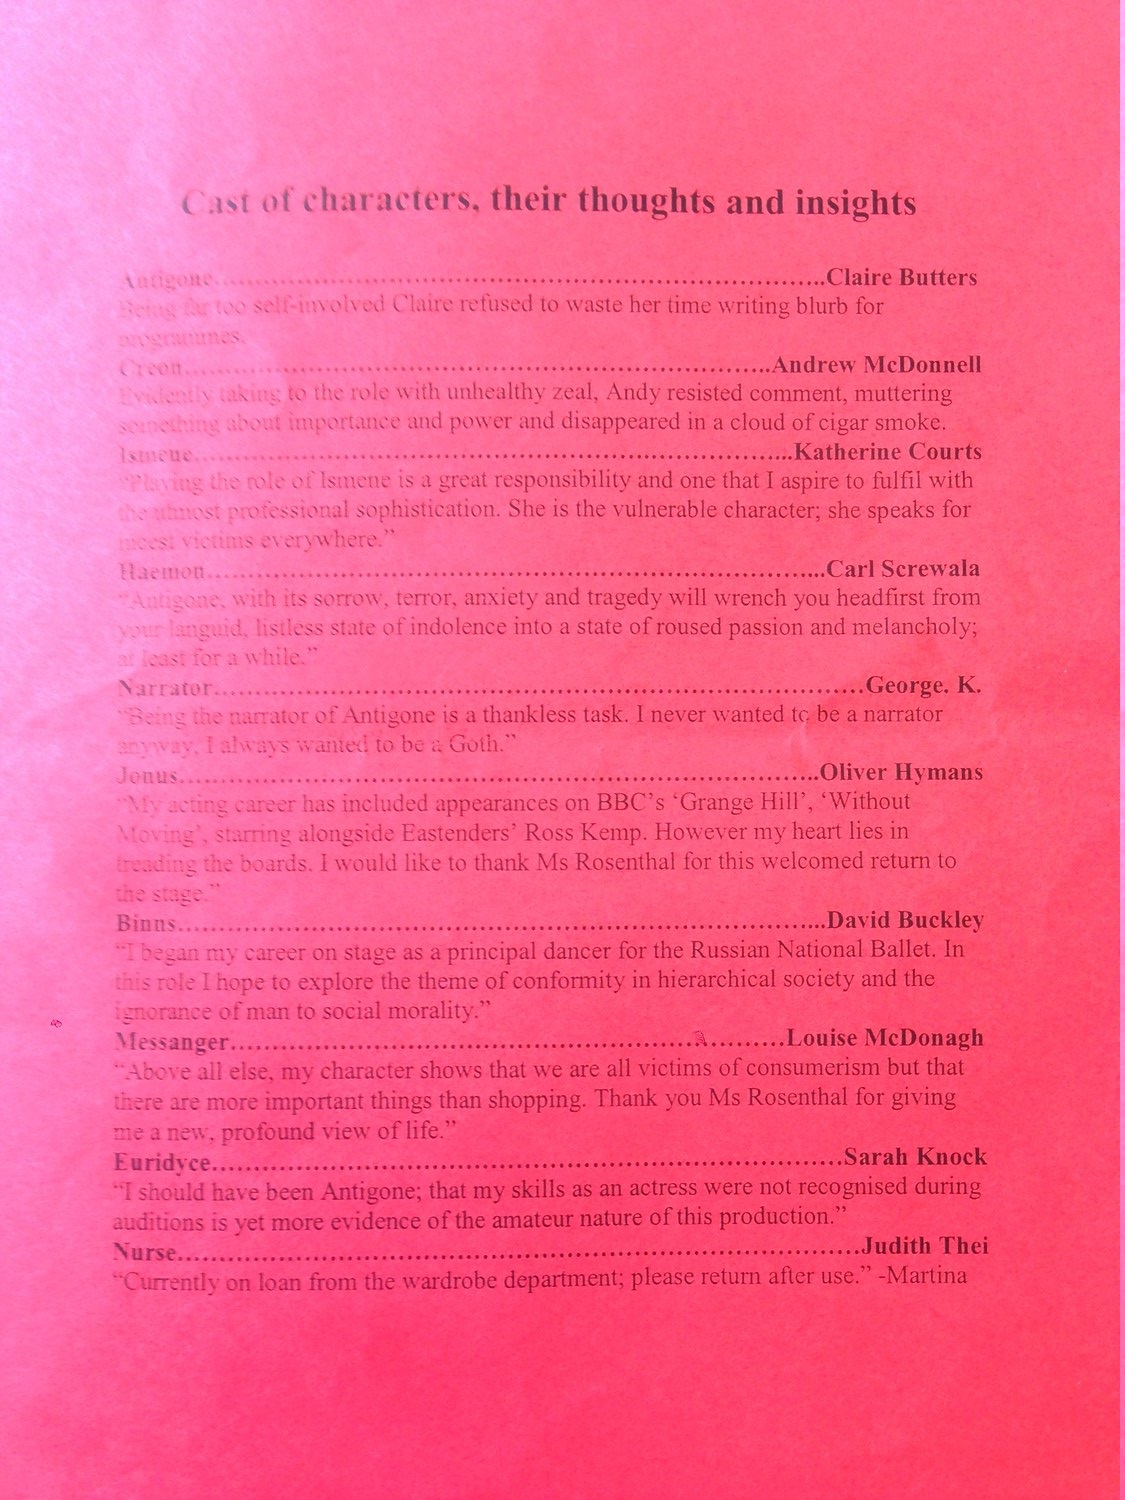 Cast of characters, their thoughts and insights
Antigone……………………………………………………………..Claire Butters
Being far too self-involved Claire refused to waste her time writing blurb for
programmes.
Creon………………………………………………………...Andrew McDonnell
Evidently taking to the role with unhealthy zeal, Andy resisted comment, muttering
something about importance and power and disappeared in a cloud of cigar smoke.
Ismene…………………………………………………………...Katherine Courts
“Playing the role of Ismene is a great responsibility and one that I aspire to fulfil with
the utmost professional sophistication. She is the vulnerable character; she speaks for
incest victims everywhere.”
Haemon……………………………………………………………...Carl Screwala
“Antigone, with its sorrow, terror, anxiety and tragedy will wrench you headfirst from
your languid, listless state of indolence into a state of roused passion and melancholy;
at least for a while.”
Narrator…………………………………………………………………George. K.
“Being the narrator of Antigone is a thankless task. I never wanted to be a narrator
anyway, I always wanted to be a Goth.”
Jonus………………………………………………………………..Oliver Hymans
“My acting career has included appearances on BBC’s ‘Grange Hill’, ‘Without
Moving’, starring alongside Eastenders’ Ross Kemp. However my heart lies in
treading the boards. I would like to thank Ms Rosenthal for this welcomed return to
the stage.”
Binns………………………………………………………………...David Buckley
“I began my career on stage as a principal dancer for the Russian National Ballet. In
this role I hope to explore the theme of conformity in hierarchical society and the
ignorance of man to social morality.”
Messanger………………………………………………………Louise McDonagh
“Above all else, my character shows that we are all victims of consumerism but that
there are more important things than shopping. Thank you Ms Rosenthal for giving
me a new, profound view of life.”
Euridyce………………………………………………………………Sarah Knock
“I should have been Antigone; that my skills as an actress were not recognised during
auditions is yet more evidence of the amateur nature of this production.”
Nurse……………………………………………………………………Judith Thei
“Currently on loan from the wardrobe department; please return after use.” -Martina